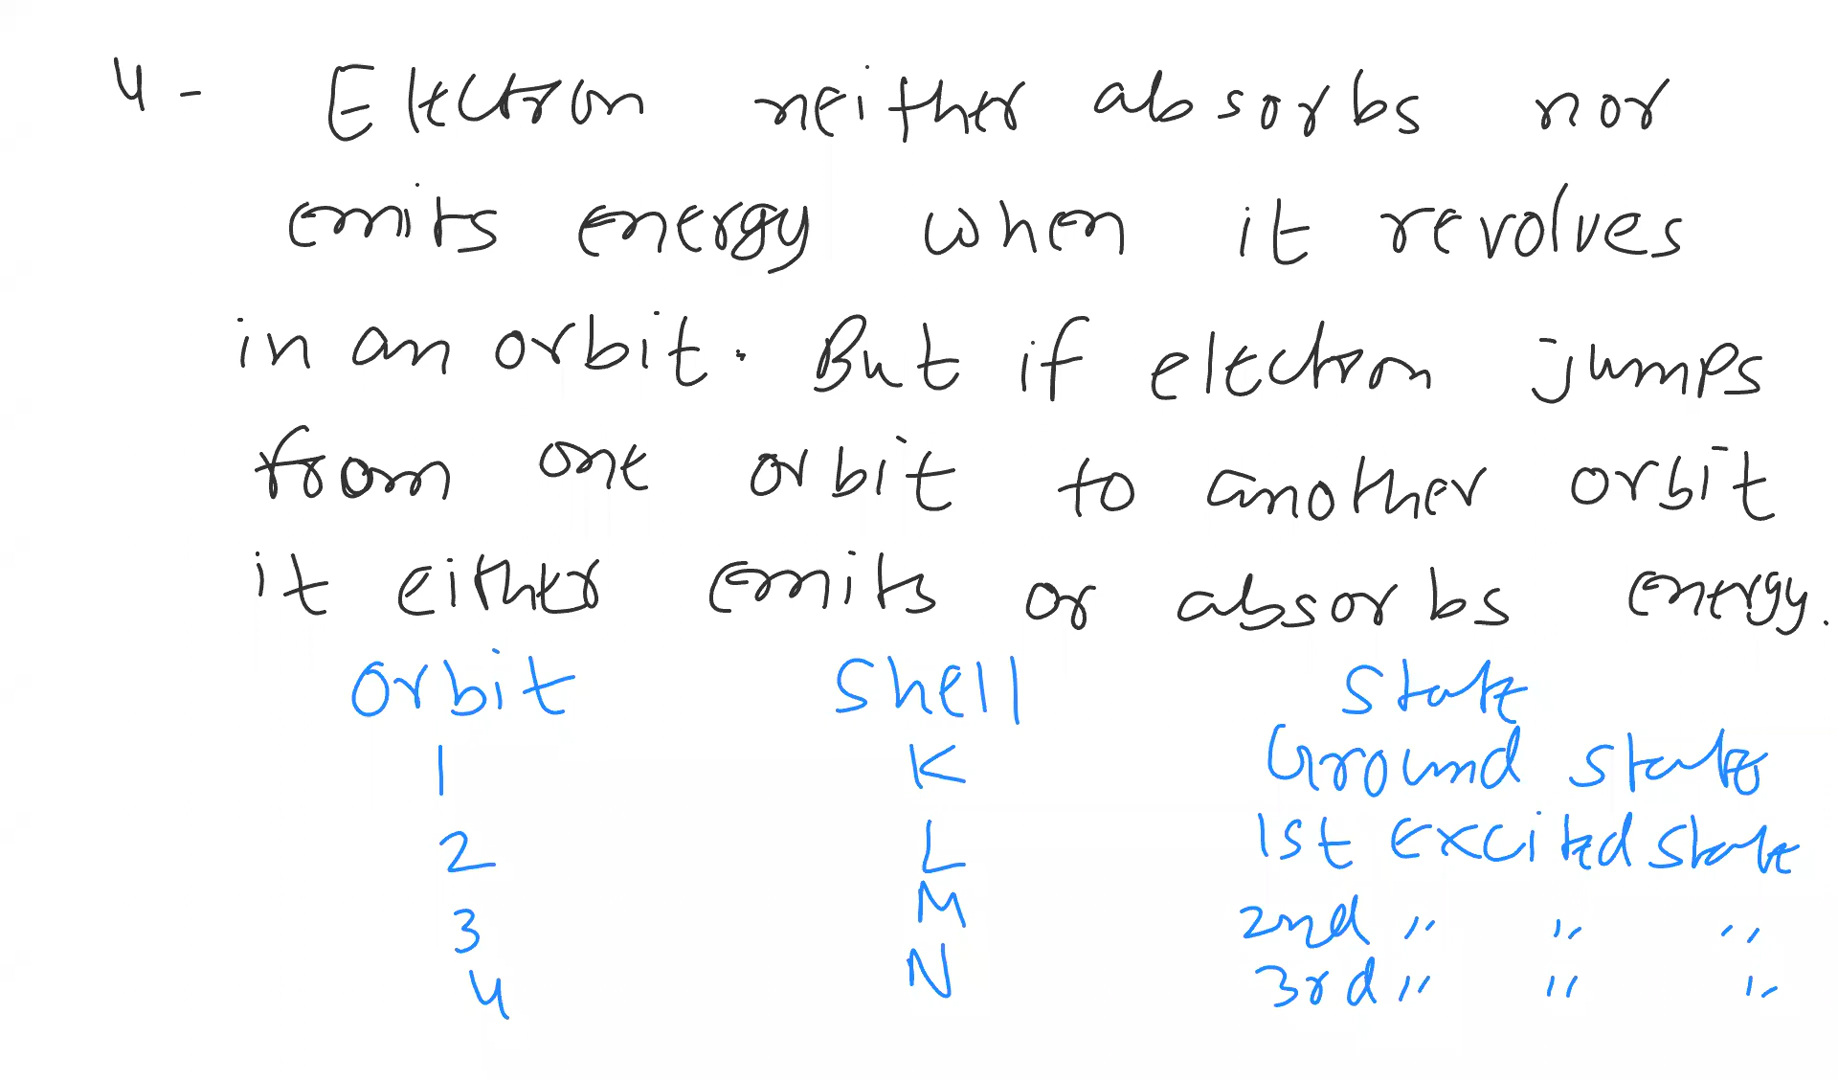 4- Electron neither absorbs nor
emits energy when it revolves
in an orbit. But if electron jumps
from one orbit to another orbit
it either emits or absorbs energy.
Orbit Shell State
1 K Ground state
2 L 1st excited state
3 M 2nd " " "
4 N 3rd " " "